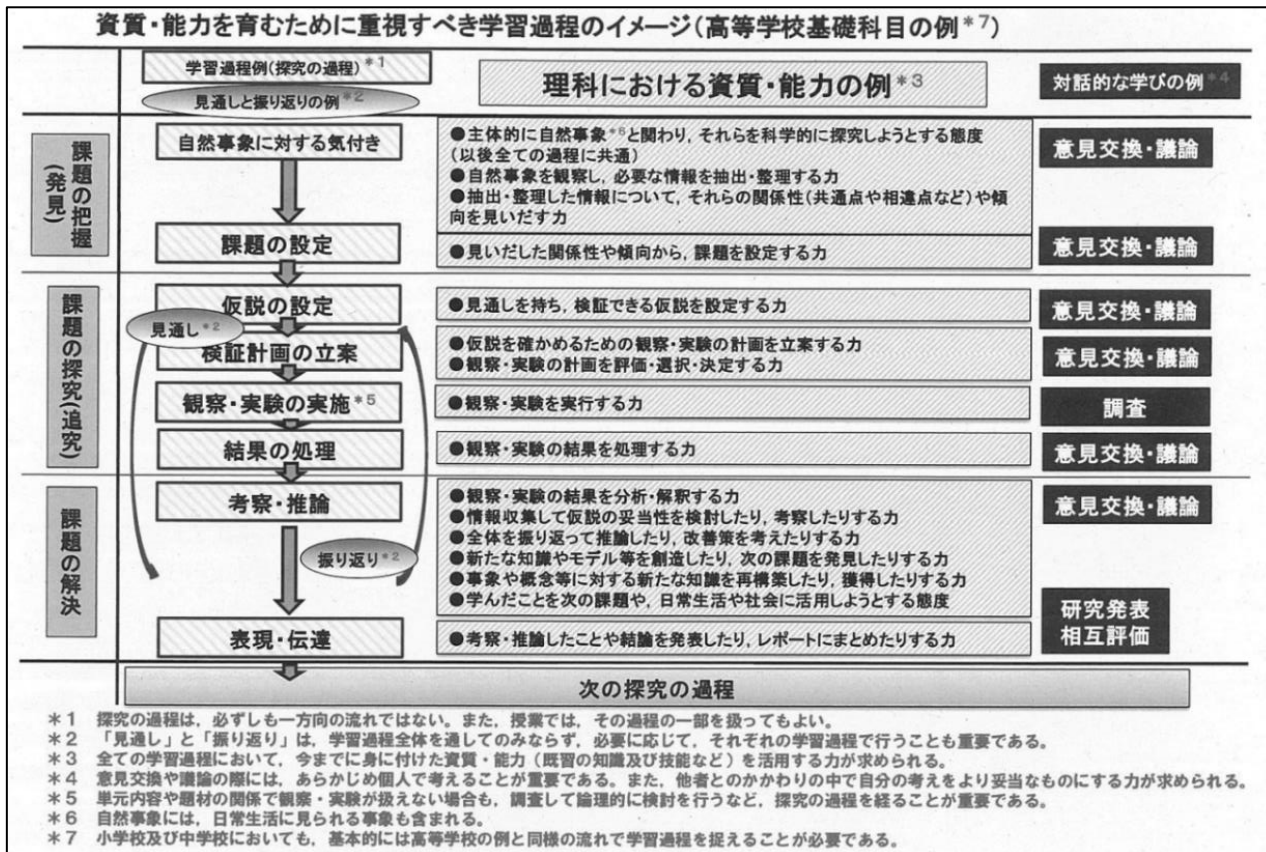 資質・能力を育むために重視すべき学習過程のイメージ(高等学校基礎科目の例*7)
学習過程例(探究の過程)*1
見通しと振り返りの例*2
理科における資質・能力の例*3
対話的な学びの例*4
課題の把握(発見)
自然事象に対する気付き
●主体的に自然事象*6と関わり,それらを科学的に探究しようとする態度
(以後全ての過程に共通)
●自然事象を観察し,必要な情報を抽出・整理する力
●抽出・整理した情報について,それらの関係性(共通点や相違点など)や傾
向を見いだす力
意見交換・議論
課題の設定
●見いだした関係性や傾向から,課題を設定する力
意見交換・議論
課題の探究(追究)
仮説の設定
●見通しを持ち,検証できる仮説を設定する力
意見交換・議論
見通し*2
検証計画の立案
●仮説を確かめるための観察・実験の計画を立案する力
●観察・実験の計画を評価・選択・決定する力
意見交換・議論
観察・実験の実施*5
●観察・実験を実行する力
調査
結果の処理
●観察・実験の結果を処理する力
意見交換・議論
課題の解決
考察・推論
●観察・実験の結果を分析・解釈する力
●情報収集して仮説の妥当性を検討したり,考察したりする力
●全体を振り返って推論したり,改善策を考えたりする力
●新たな知識やモデル等を創造したり,次の課題を発見したりする力
●事象や概念等に対する新たな知識を再構築したり,獲得したりする力
●学んだことを次の課題や,日常生活や社会に活用しようとする態度
意見交換・議論
振り返り*2
表現・伝達
●考察・推論したことや結論を発表したり,レポートにまとめたりする力
研究発表
相互評価
次の探究の過程
*1 探究の過程は,必ずしも一方向の流れではない。また,授業では,その過程の一部を扱ってもよい。
*2 「見通し」と「振り返り」は,学習過程全体を通してのみならず,必要に応じて,それぞれの学習過程で行うことも重要である。
*3 全ての学習過程において,今までに身に付けた資質・能力(既習の知識及び技能など)を活用する力が求められる。
*4 意見交換や議論の際には,あらかじめ個人で考えることが重要である。また,他者とのかかわりの中で自分の考えをより妥当なものにする力が求められる。
*5 単元内容や題材の関係で観察・実験が扱えない場合も,調査して論理的に検討を行うなど,探究の過程を経ることが重要である。
*6 自然事象には,日常生活に見られる事象も含まれる。
*7 小学校及び中学校においても,基本的には高等学校の例と同様の流れで学習過程を捉えることが必要である。